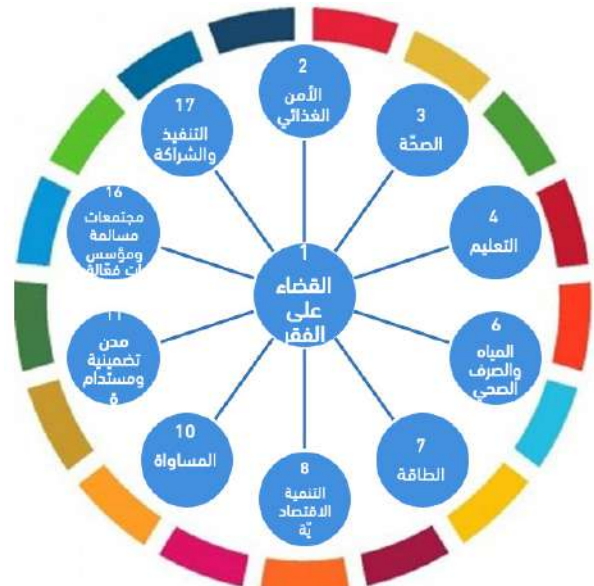 1
القضاء
على
الفقر
2
الأمن
الغذائي
3
الصحّة
4
التعليم
6
المياه
والصرف
الصحي
7
الطاقة
8
التنمية
الاقتصاد
يّة
10
المساواة
11
مدن
تضمينية
ومستدام
ة
16
مجتمعات
مسالمة
ومؤسس
ات فعّالة
17
التنفيذ
والشراكة